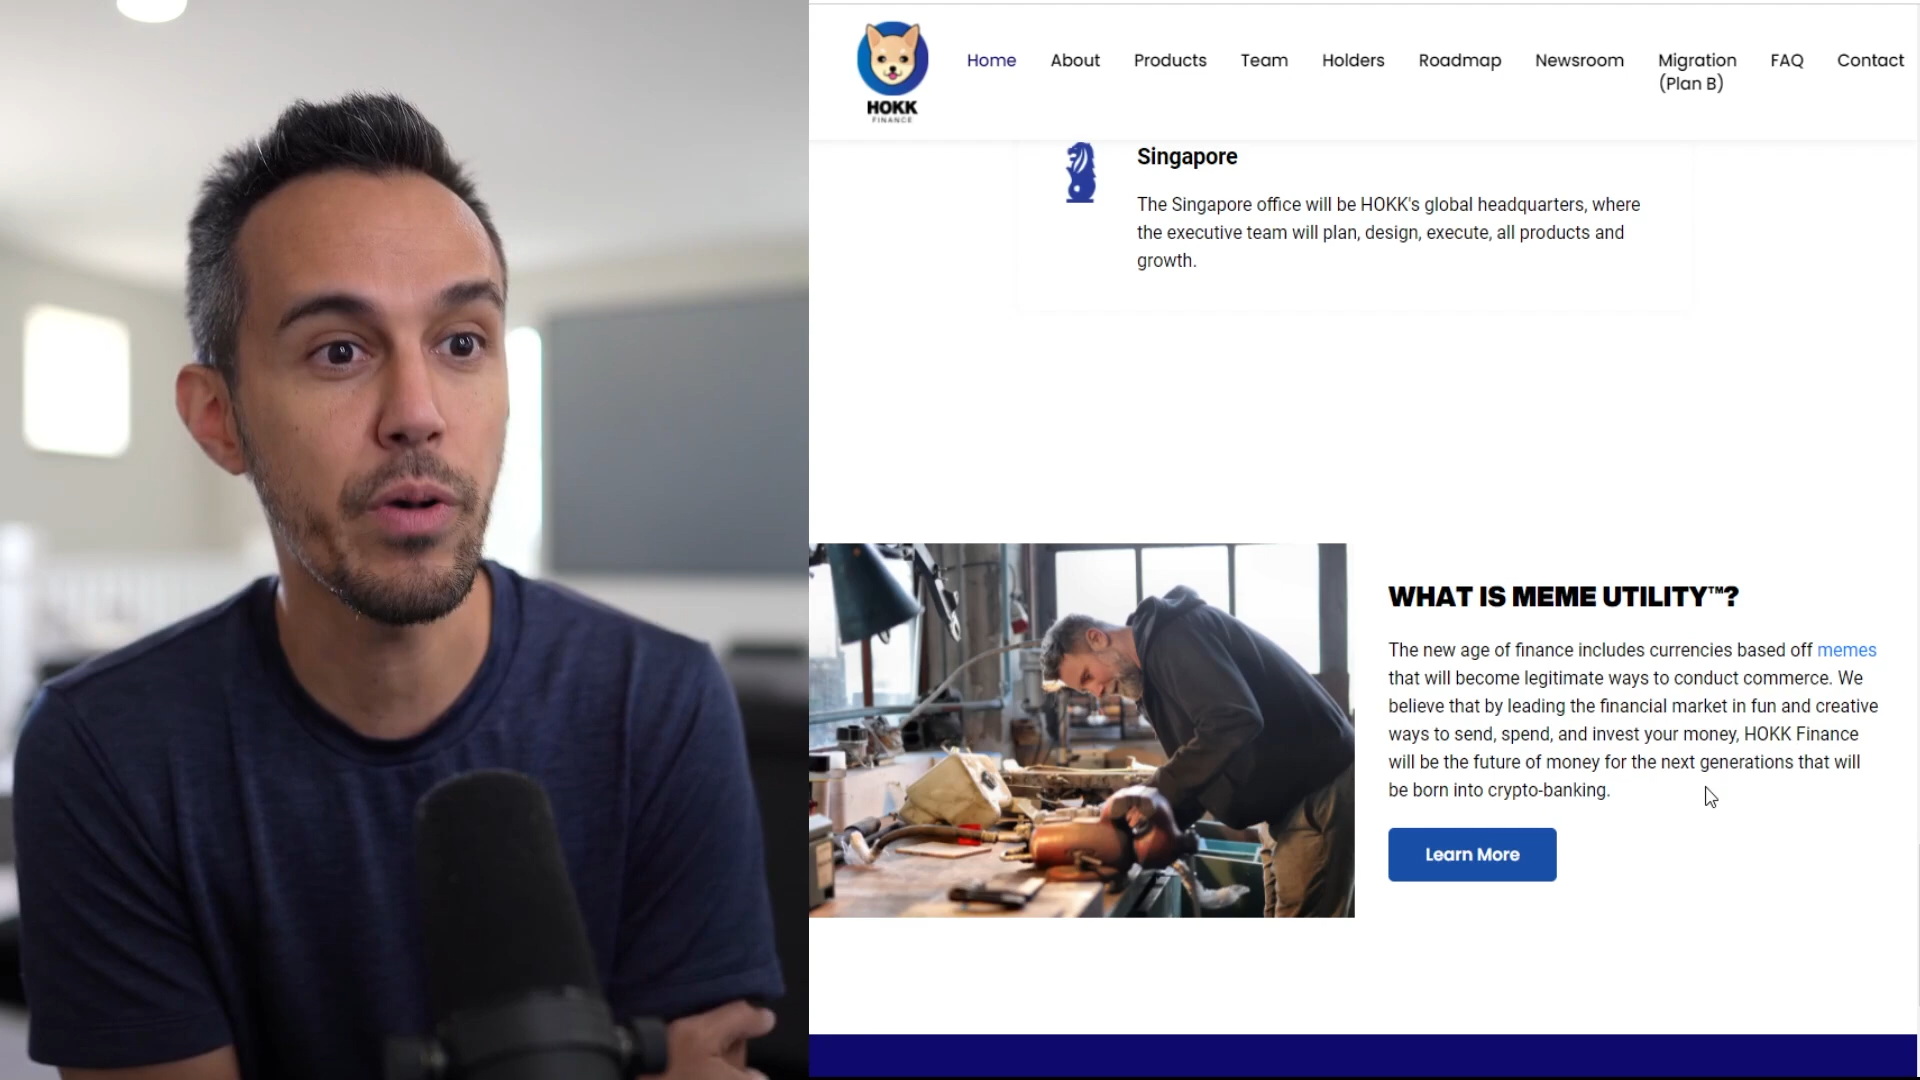 HOKK
FINANCE
Home
About
Products
Team
Holders
Roadmap
Newsroom
Migration
(Plan B)
FAQ
Contact
Singapore
The Singapore office will be HOKK's global headquarters, where
the executive team will plan, design, execute, all products and
growth.
WHAT IS MEME UTILITY™?
The new age of finance includes currencies based off memes
that will become legitimate ways to conduct commerce. We
believe that by leading the financial market in fun and creative
ways to send, spend, and invest your money, HOKK Finance
will be the future of money for the next generations that will
be born into crypto-banking.
Learn More